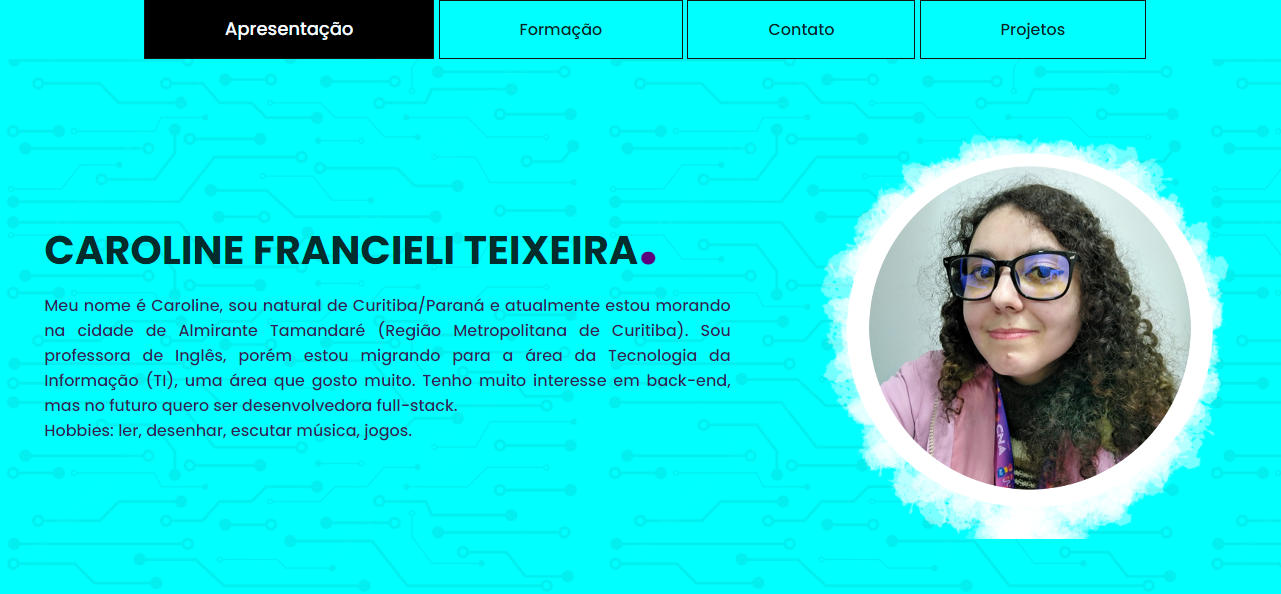 Apresentação
Formação
Contato
Projetos
CAROLINE FRANCIELI TEIXEIRA.
Meu nome é Caroline, sou natural de Curitiba/Paraná e atualmente estou morando
na cidade de Almirante Tamandaré (Região Metropolitana de Curitiba). Sou
professora de Inglês, porém estou migrando para a área da Tecnologia da
Informação (TI), uma área que gosto muito. Tenho muito interesse em back-end,
mas no futuro quero ser desenvolvedora full-stack.
Hobbies: ler, desenhar, escutar música, jogos.
CNA